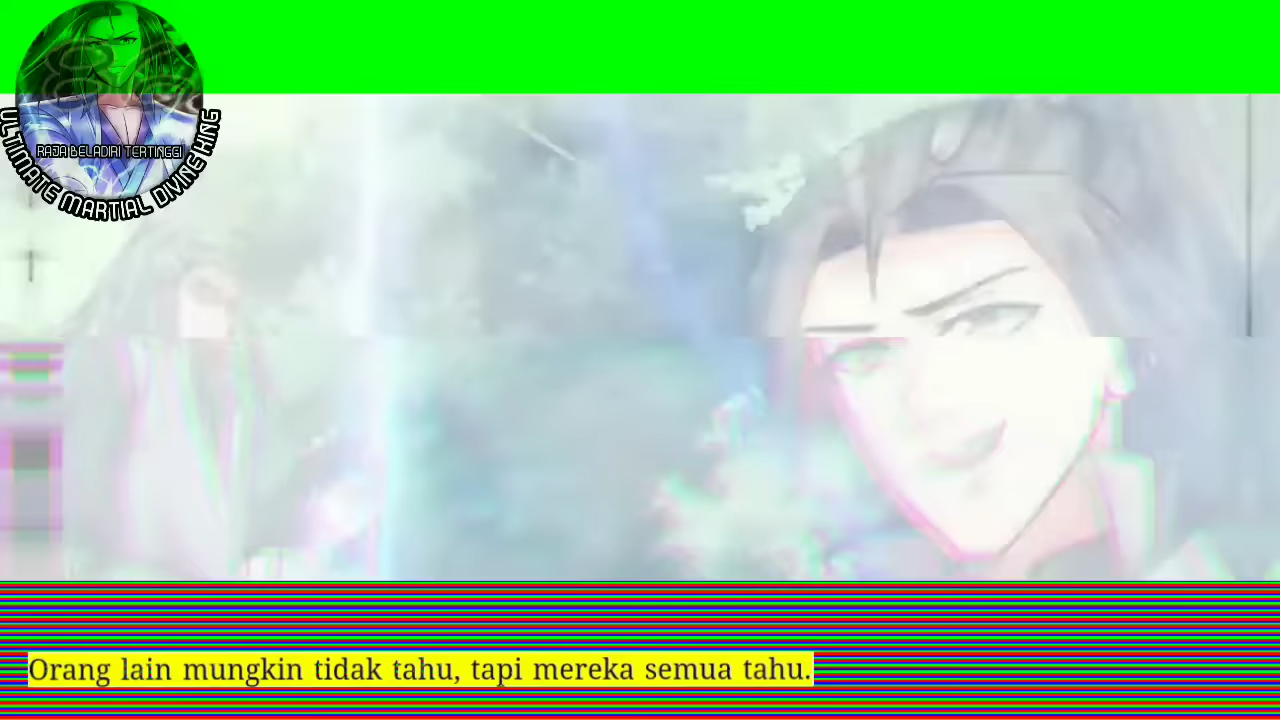 RAJA BELADIRI TERTINGGI
ULTIMATE MARTIAL DIVINE KING
Orang lain mungkin tidak tahu, tapi mereka semua tahu.